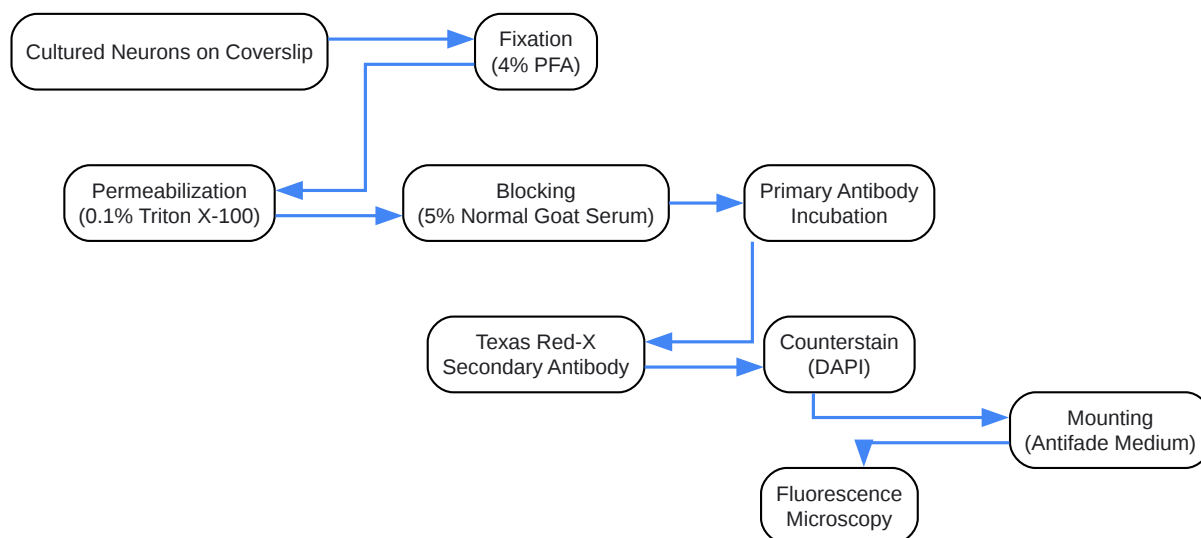 Cultured Neurons on Coverslip
Fixation
(4% PFA)
Permeabilization
(0.1% Triton X-100)
Blocking
(5% Normal Goat Serum)
Primary Antibody
Incubation
Texas Red-X
Secondary Antibody
Counterstain
(DAPI)
Mounting
(Antifade Medium)
Fluorescence
Microscopy